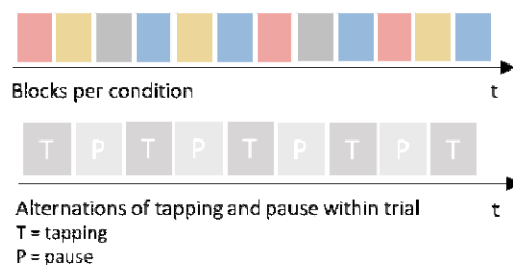 Blocks per condition t
T P T P T P T P T
Alternations of tapping and pause within trial t
T = tapping
P = pause